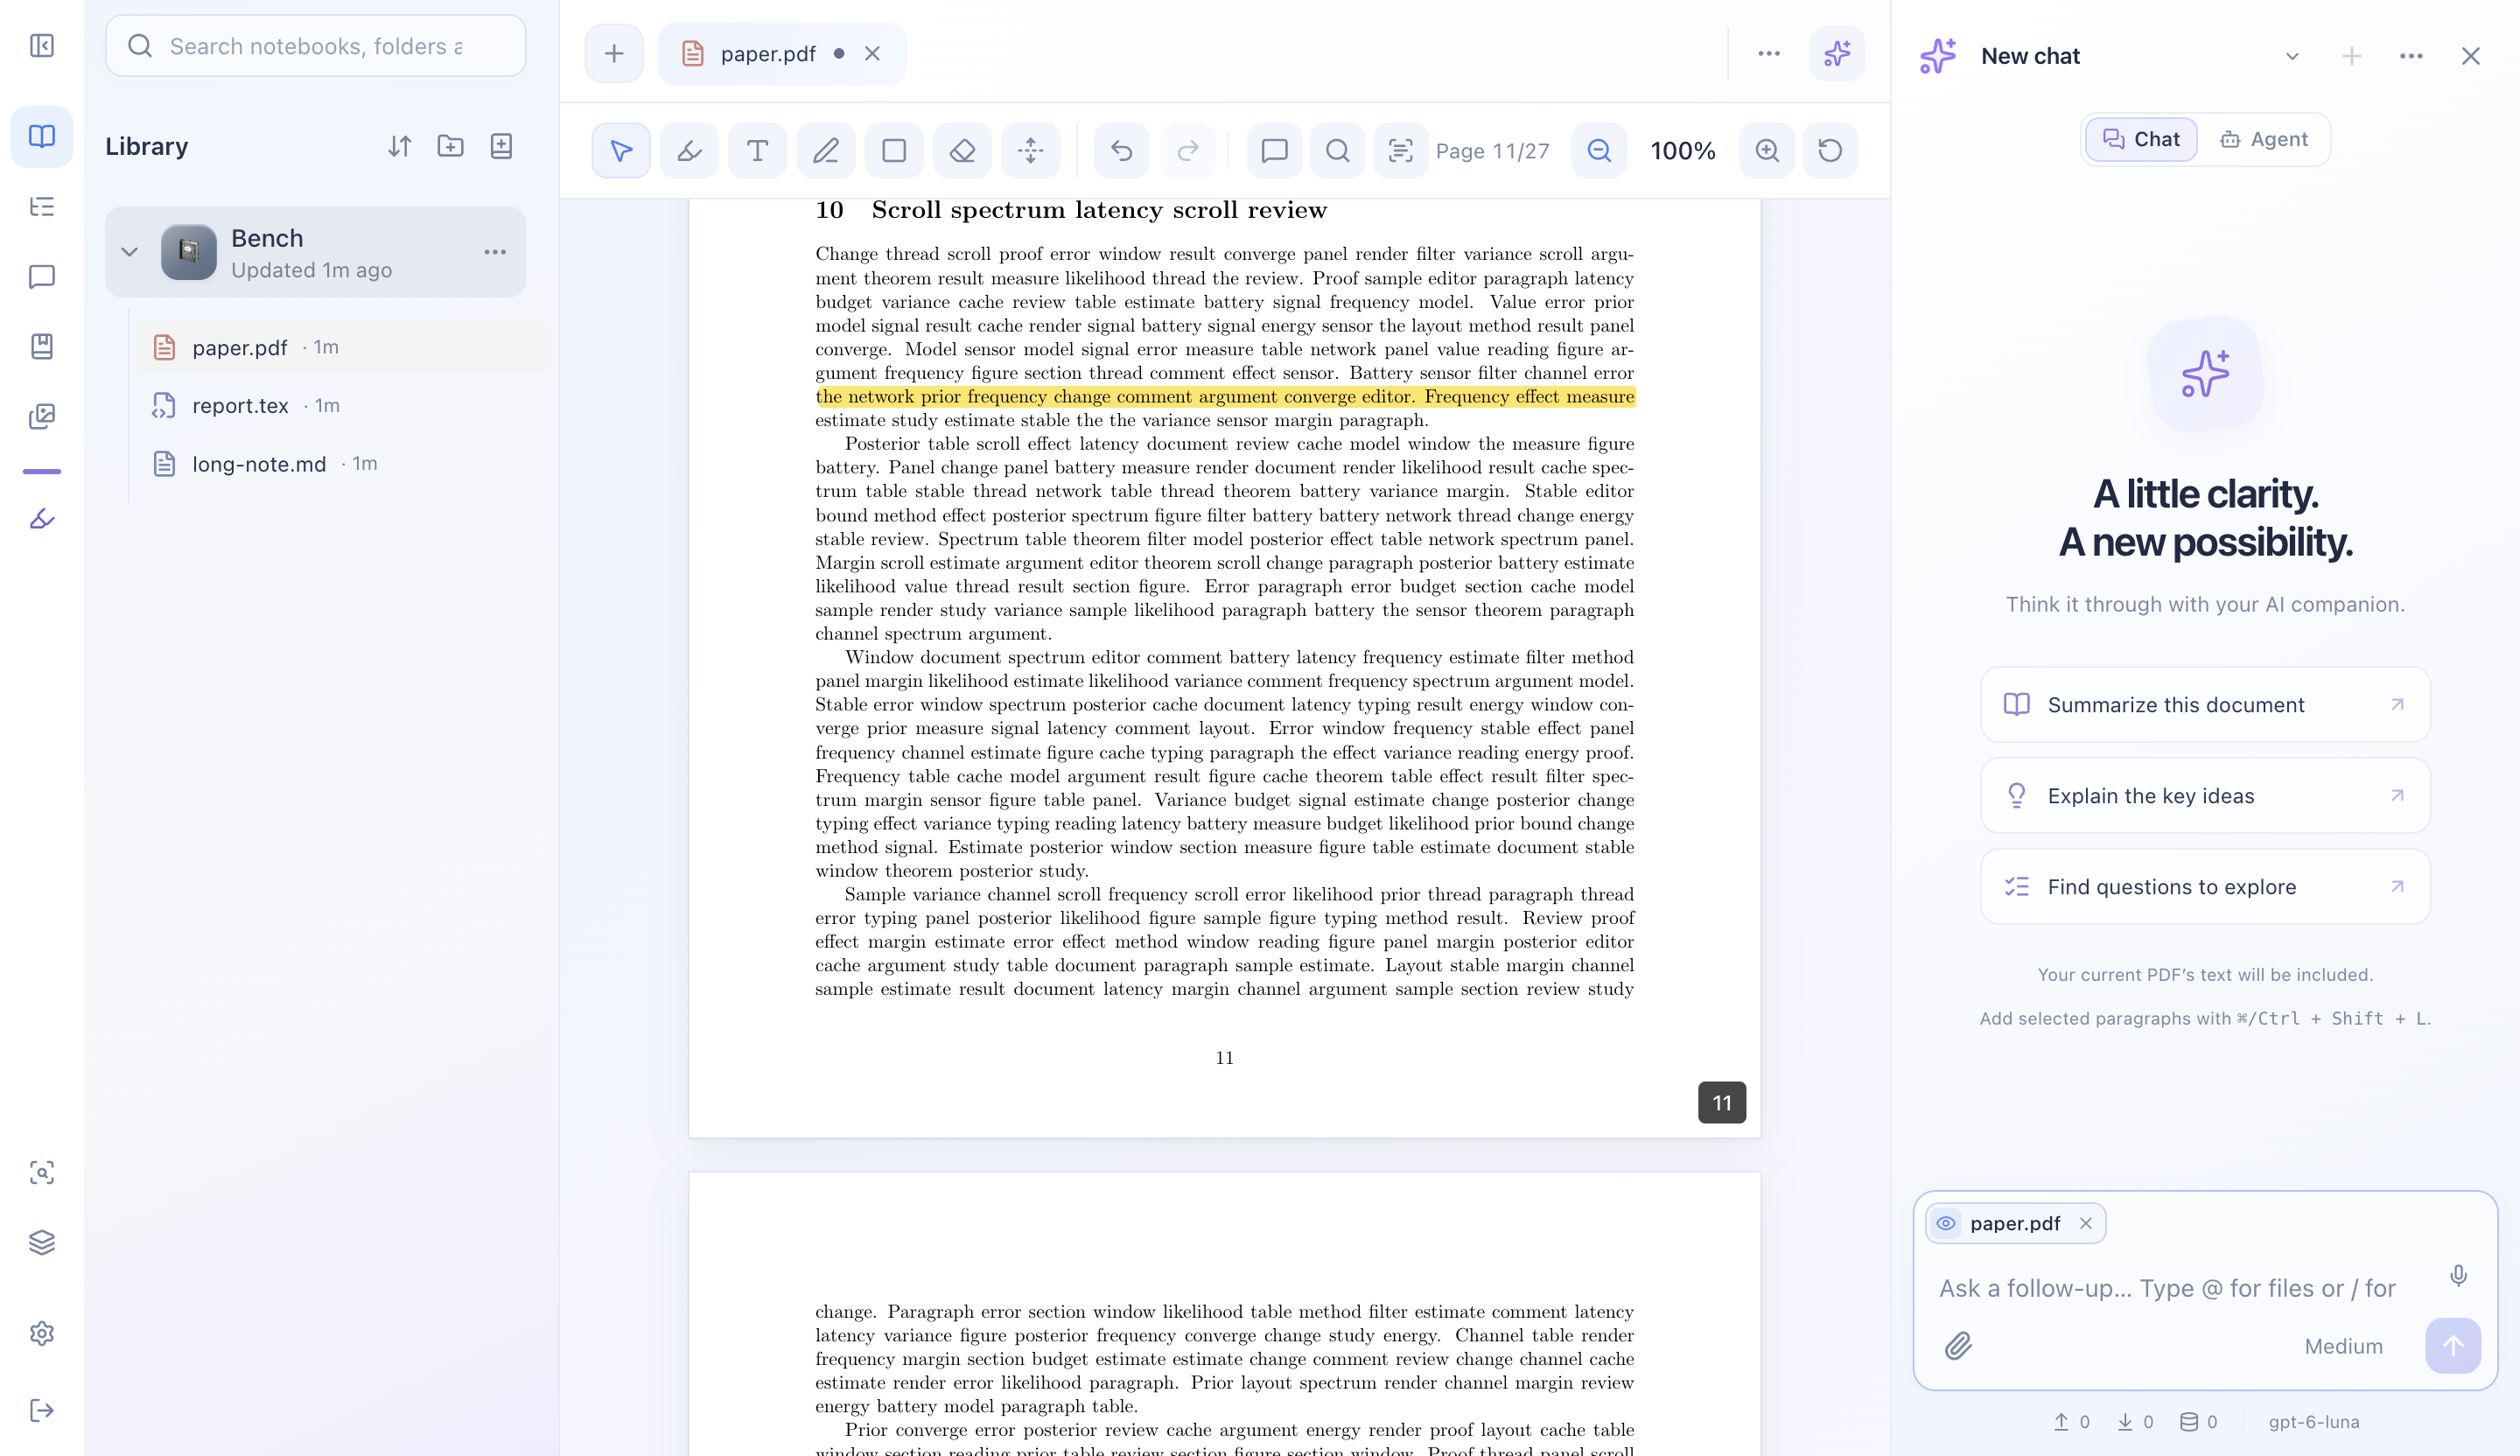 Search notebooks, folders a
Library
Bench
Updated 1m ago
paper.pdf · 1m
report.tex · 1m
long-note.md · 1m
paper.pdf
Page 11/27
100%
10 Scroll spectrum latency scroll review
Change thread scroll proof error window result converge panel render filter variance scroll argu-
ment theorem result measure likelihood thread the review. Proof sample editor paragraph latency
budget variance cache review table estimate battery signal frequency model. Value error prior
model signal result cache render signal battery signal energy sensor the layout method result panel
converge. Model sensor model signal error measure table network panel value reading figure ar-
gument frequency figure section thread comment effect sensor. Battery sensor filter channel error
the network prior frequency change comment argument converge editor. Frequency effect measure
estimate study estimate stable the the variance sensor margin paragraph.
Posterior table scroll effect latency document review cache model window the measure figure
battery. Panel change panel battery measure render document render likelihood result cache spec-
trum table stable thread network table thread theorem battery variance margin. Stable editor
bound method effect posterior spectrum figure filter battery battery network thread change energy
stable review. Spectrum table theorem filter model posterior effect table network spectrum panel.
Margin scroll estimate argument editor theorem scroll change paragraph posterior battery estimate
likelihood value thread result section figure. Error paragraph error budget section cache model
sample render study variance sample likelihood paragraph battery the sensor theorem paragraph
channel spectrum argument.
Window document spectrum editor comment battery latency frequency estimate filter method
panel margin likelihood estimate likelihood variance comment frequency spectrum argument model.
Stable error window spectrum posterior cache document latency typing result energy window con-
verge prior measure signal latency comment layout. Error window frequency stable effect panel
frequency channel estimate figure cache typing paragraph the effect variance reading energy proof.
Frequency table cache model argument result figure cache theorem table effect result filter spec-
trum margin sensor figure table panel. Variance budget signal estimate change posterior change
typing effect variance typing reading latency battery measure budget likelihood prior bound change
method signal. Estimate posterior window section measure figure table estimate document stable
window theorem posterior study.
Sample variance channel scroll frequency scroll error likelihood prior thread paragraph thread
error typing panel posterior likelihood figure sample figure typing method result. Review proof
effect margin estimate error effect method window reading figure panel margin posterior editor
cache argument study table document paragraph sample estimate. Layout stable margin channel
sample estimate result document latency margin channel argument sample section review study
11
11
change. Paragraph error section window likelihood table method filter estimate comment latency
latency variance figure posterior frequency converge change study energy. Channel table render
frequency margin section budget estimate estimate change comment review change channel cache
estimate render error likelihood paragraph. Prior layout spectrum render channel margin review
energy battery model paragraph table.
Prior converge error posterior review cache argument energy render proof layout cache table
window section reading prior table review section figure section window. Proof thread panel scroll
New chat
Chat
Agent
A little clarity.
A new possibility.
Think it through with your AI companion.
Summarize this document
Explain the key ideas
Find questions to explore
Your current PDF's text will be included.
Add selected paragraphs with ⌘/Ctrl + Shift + L.
paper.pdf
Ask a follow-up... Type @ for files or / for
Medium
0 0 0 gpt-6-luna